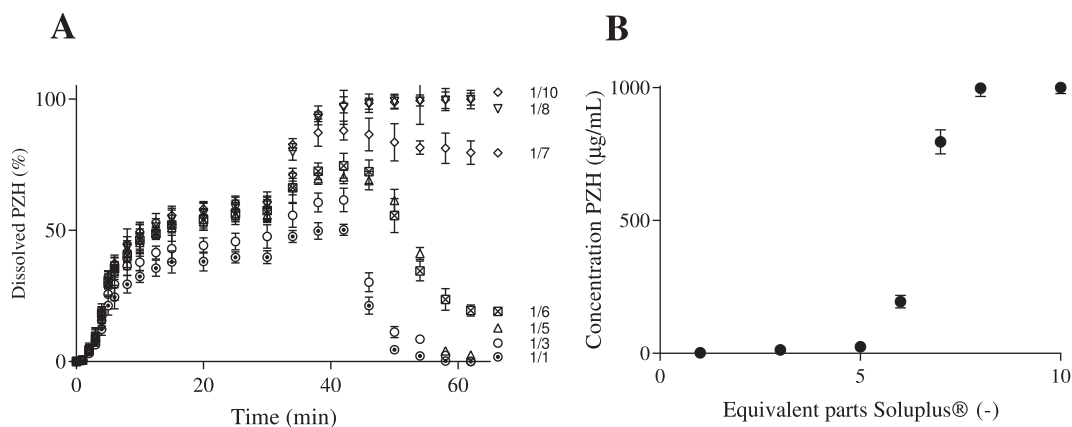 A
Dissolved PZH (%)
100
50
0
0 20 40 60
Time (min)
1/10
1/8
1/7
1/6
1/5
1/3
1/1
B
Concentration PZH (µg/mL)
1000
500
0
0 5 10
Equivalent parts Soluplus® (-)